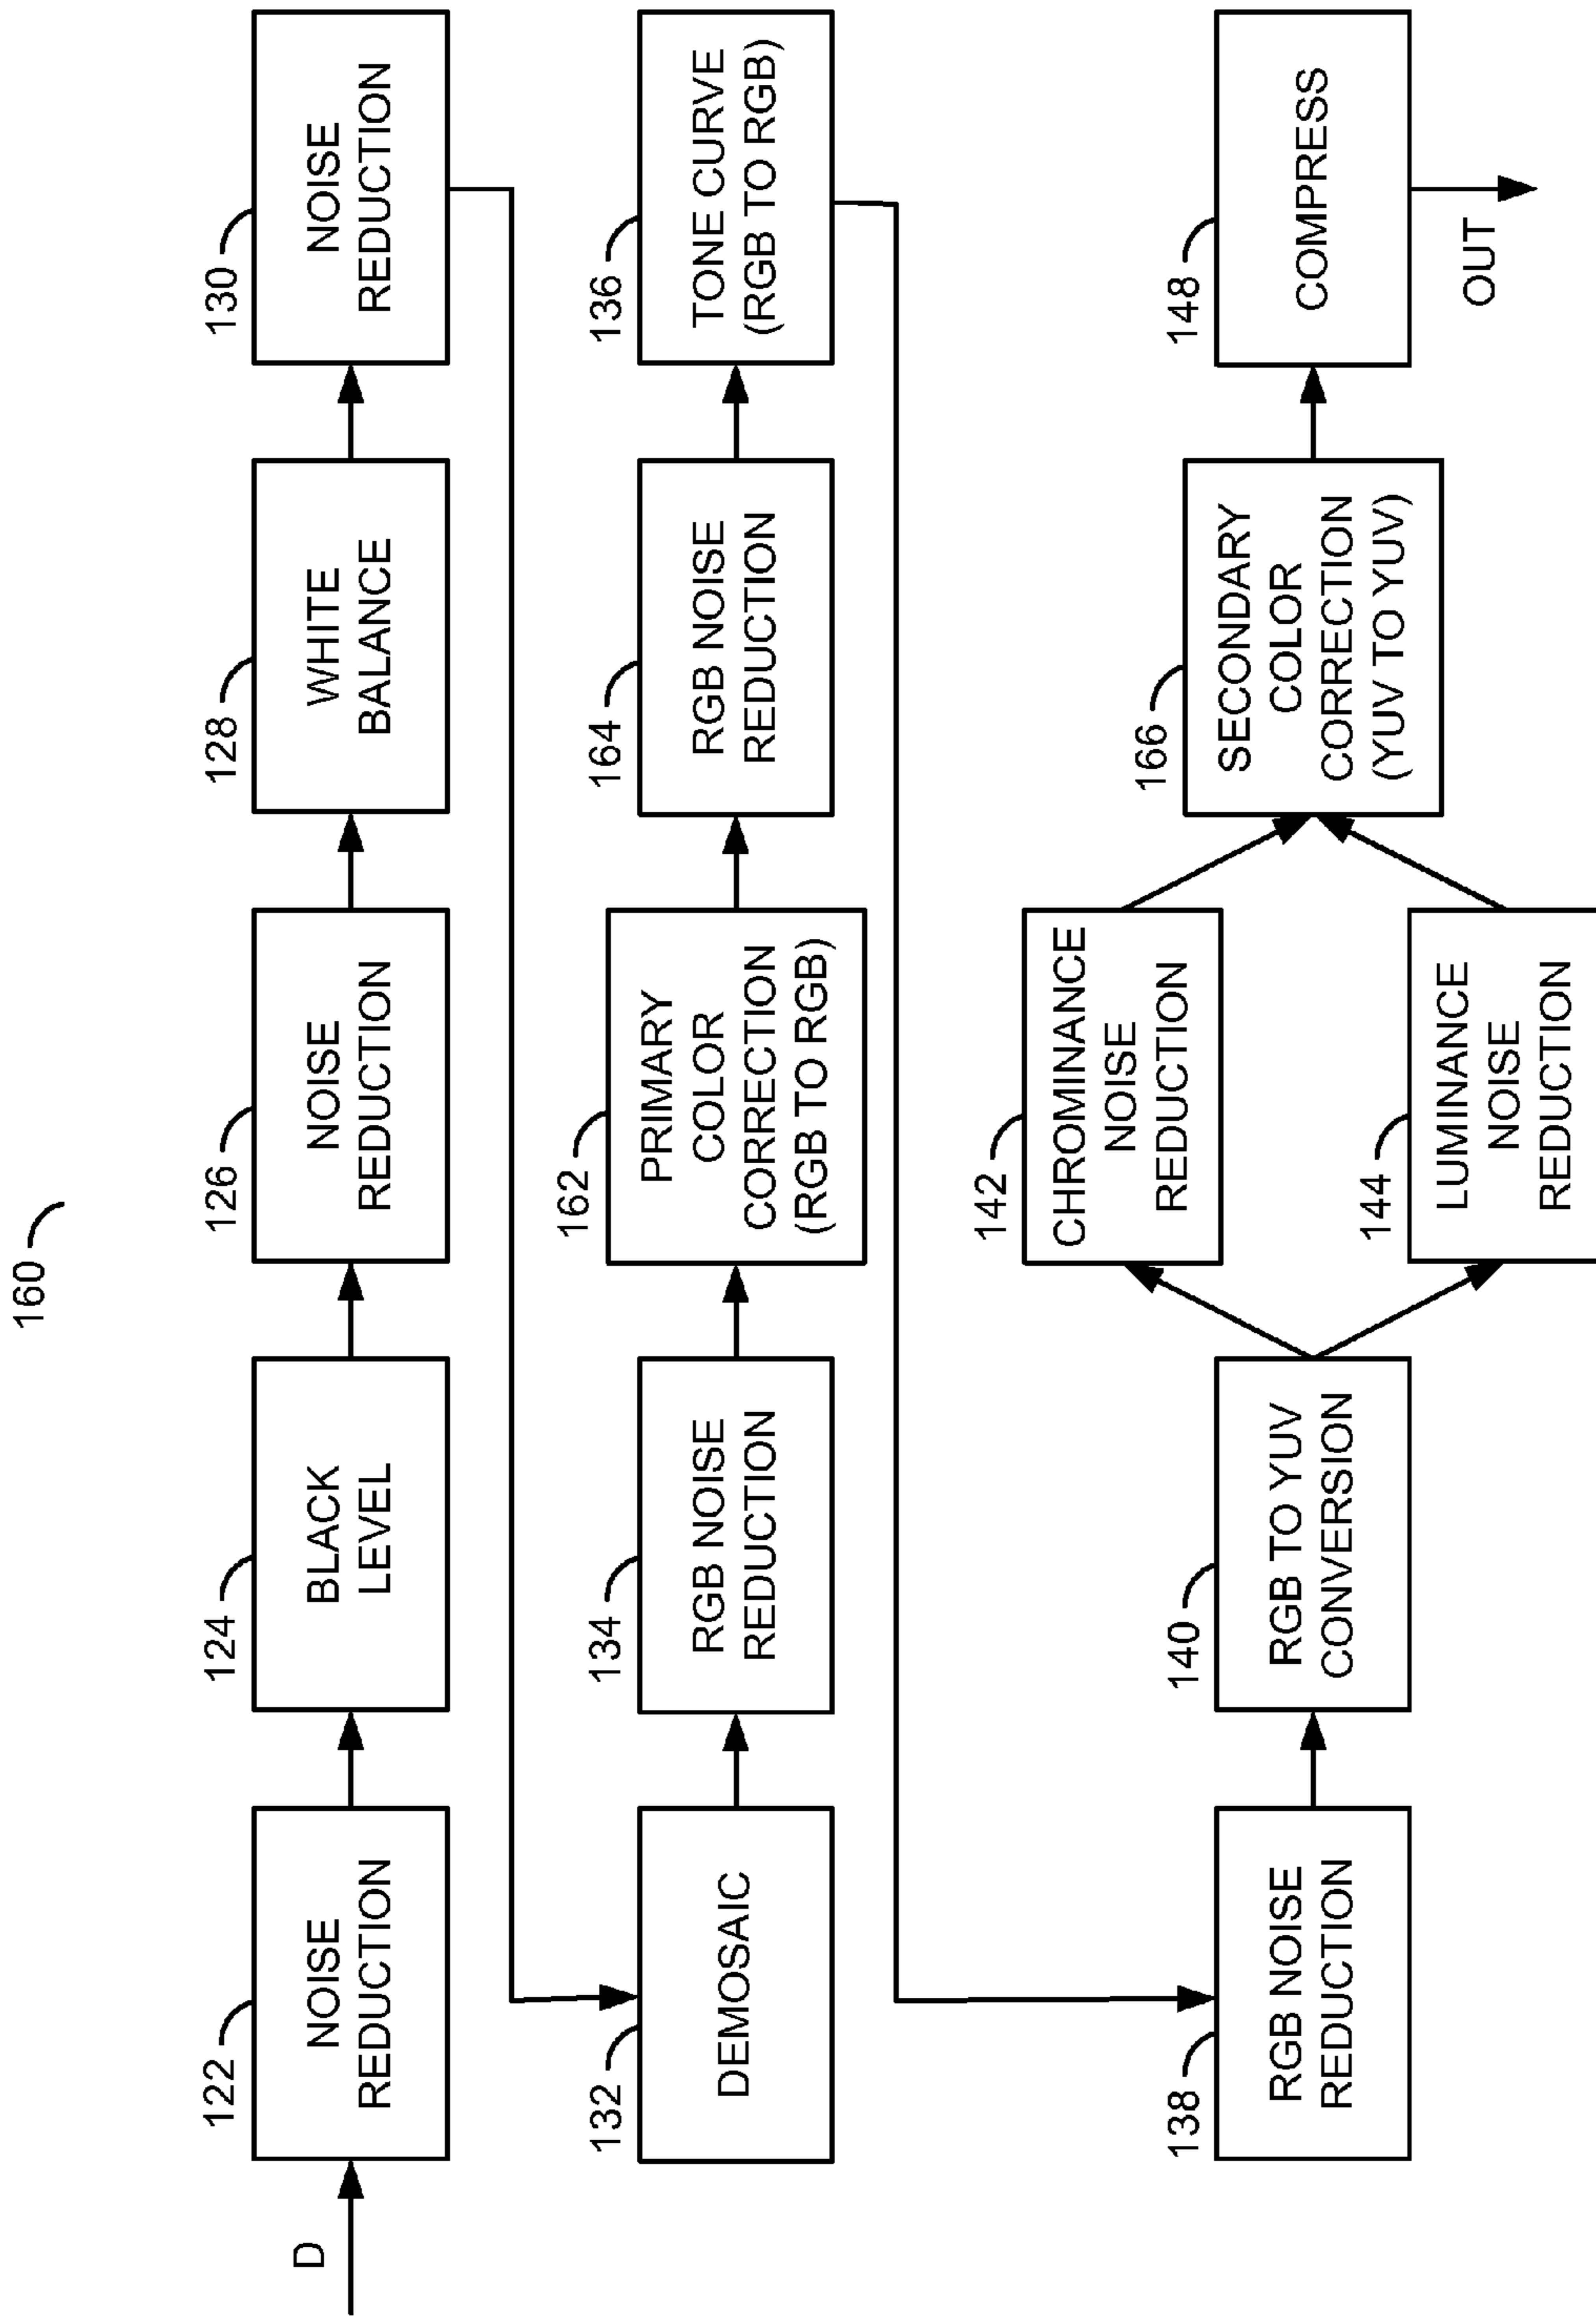 160
D
122
NOISE
REDUCTION
124
BLACK
LEVEL
126
NOISE
REDUCTION
128
WHITE
BALANCE
130
NOISE
REDUCTION
132
DEMOSAIC
134
RGB NOISE
REDUCTION
162
PRIMARY
COLOR
CORRECTION
(RGB TO RGB)
164
RGB NOISE
REDUCTION
136
TONE CURVE
(RGB TO RGB)
138
RGB NOISE
REDUCTION
140
RGB TO YUV
CONVERSION
142
CHROMINANCE
NOISE
REDUCTION
144
LUMINANCE
NOISE
REDUCTION
166
SECONDARY
COLOR
CORRECTION
(YUV TO YUV)
148
COMPRESS
OUT